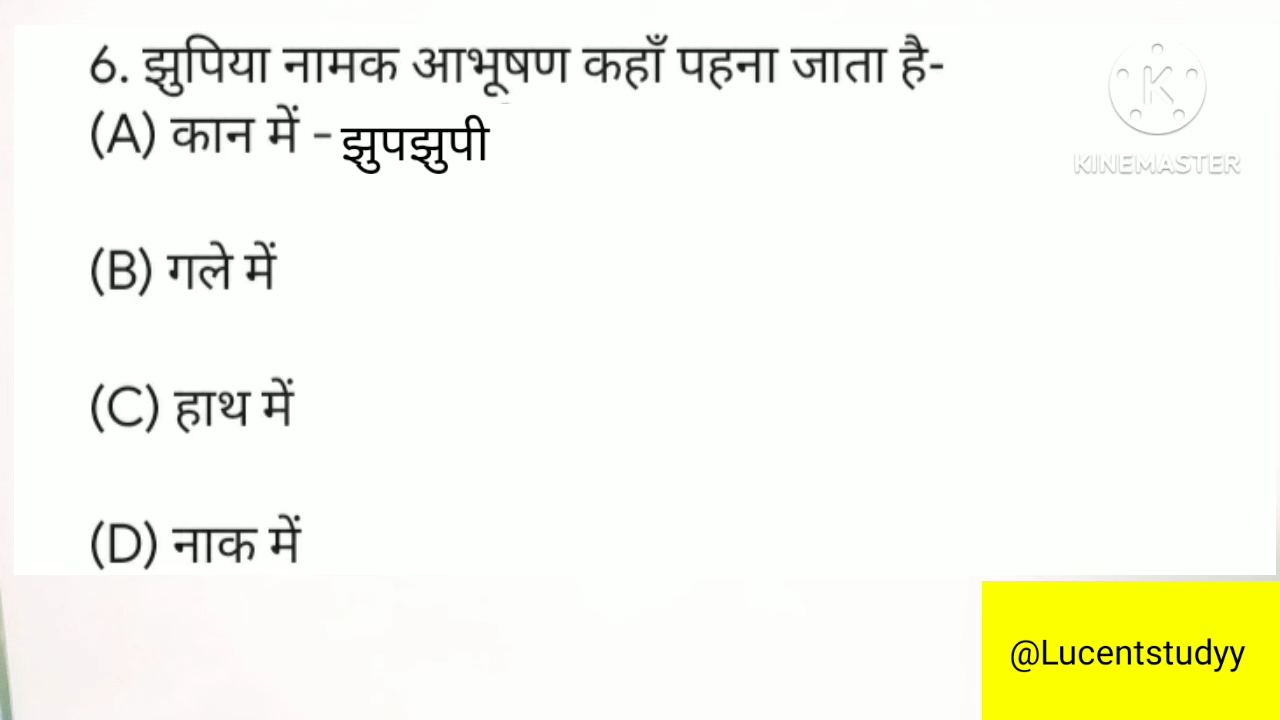 6. झुपिया नामक आभूषण कहाँ पहना जाता है-
(A) कान में - झुपझुपी
(B) गले में
(C) हाथ में
(D) नाक में
KINEMASTER
@Lucentstudyy